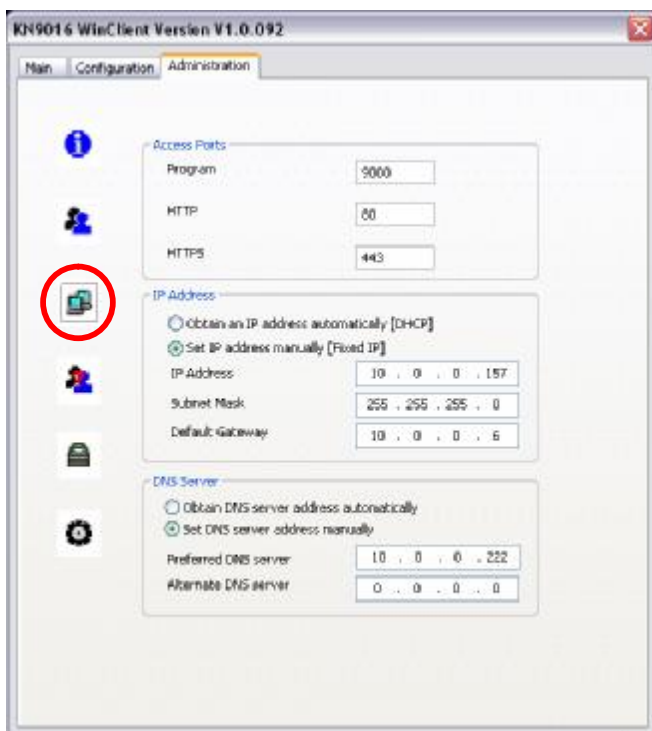 KN9016 WinClient Version V1.0.092
Main Configuration Administration
Access Ports
Program 9000
HTTP 80
HTTPS 443
IP Address
Obtain an IP address automatically [DHCP]
Set IP address manually [Fixed IP]
IP Address 10 . 0 . 0 . 157
Subnet Mask 255 . 255 . 255 . 0
Default Gateway 10 . 0 . 0 . 6
DNS Server
Obtain DNS server address automatically
Set DNS server address manually
Preferred DNS server 10 . 0 . 0 . 222
Alternate DNS server 0 . 0 . 0 . 0